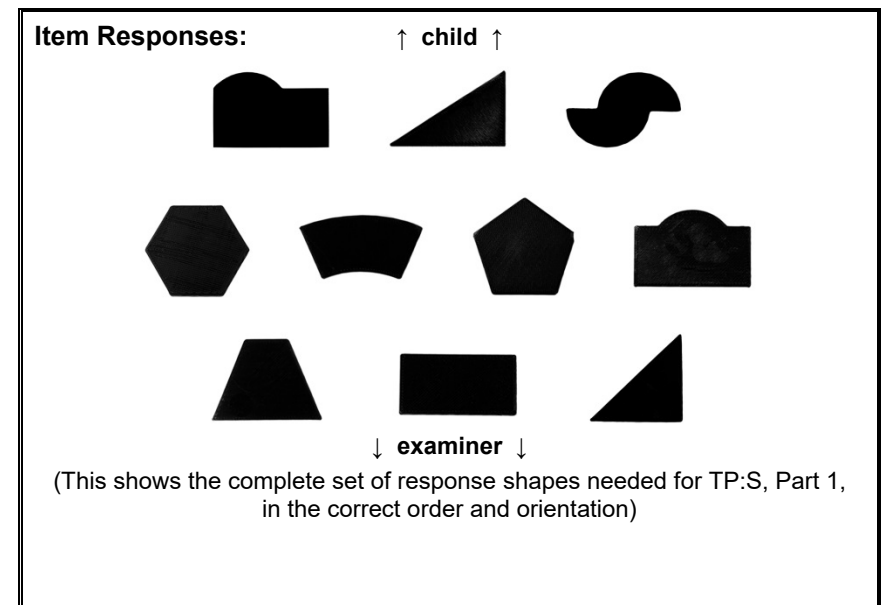 Item Responses: ↑ child ↑
↓ examiner ↓
(This shows the complete set of response shapes needed for TP:S, Part 1,
in the correct order and orientation)